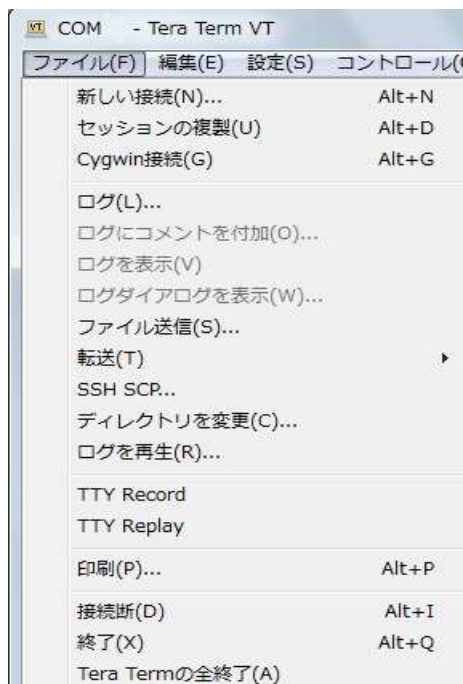 COM - Tera Term VT
ファイル(F) 編集(E) 設定(S) コントロール(
新しい接続(N)... Alt+N
セッションの複製(U) Alt+D
Cygwin接続(G) Alt+G
ログ(L)...
ログにコメントを付加(O)...
ログを表示(V)
ログダイアログを表示(W)...
ファイル送信(S)...
転送(T)
SSH SCP...
ディレクトリを変更(C)...
ログを再生(R)...
TTY Record
TTY Replay
印刷(P)... Alt+P
接続断(D) Alt+I
終了(X) Alt+Q
Tera Termの全終了(A)